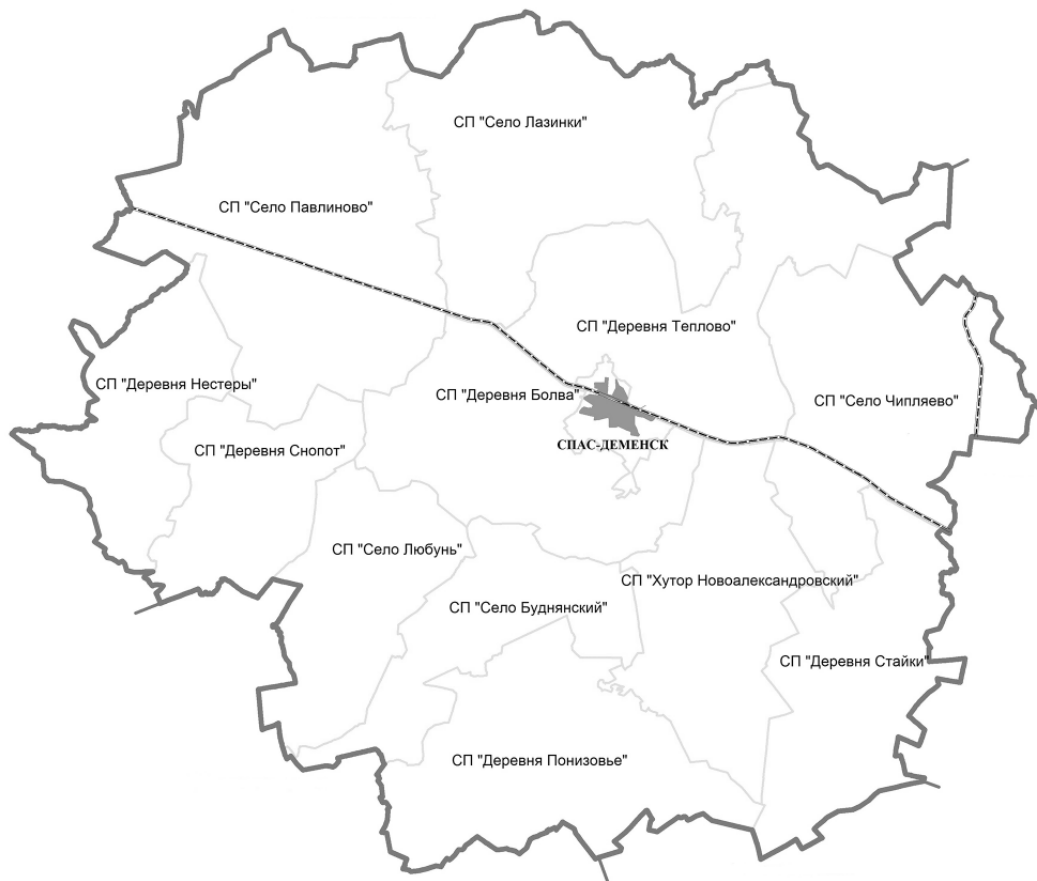 СП "Село Лазинки"
СП "Село Павлиново"
СП "Деревня Теплово"
СП "Деревня Нестеры"
СП "Деревня Болва"
СП "Село Чипляево"
СПАС-ДЕМЕНСК
СП "Деревня Снопот"
СП "Село Любунь"
СП "Хутор Новоалександровский"
СП "Село Буднянский"
СП "Деревня Стайки"
СП "Деревня Понизовье"